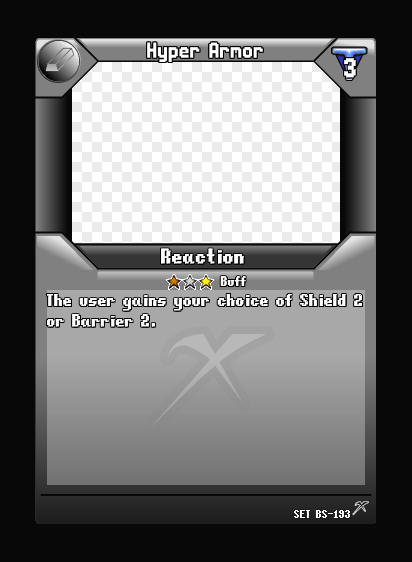 Hyper Armor
3
Reaction
Buff
The user gains your choice of Shield 2
or Barrier 2.
SET BS-193